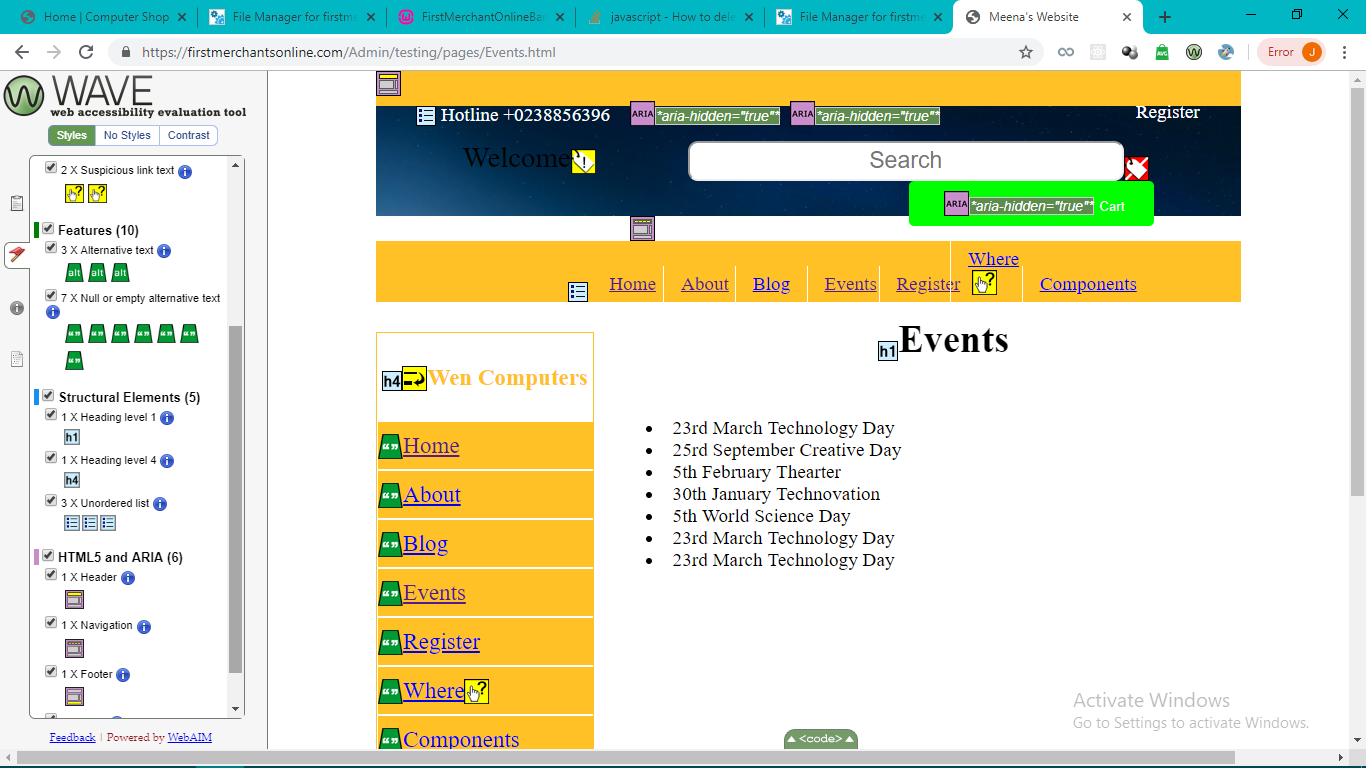 Home | Computer Shop
File Manager for firstme
FirstMerchantOnlineBa
javascript - How to dele
File Manager for firstme
Meena's Website
https://firstmerchantsonline.com/Admin/testing/pages/Events.html
AVG
W
Error J
W WAVE
web accessibility evaluation tool
Styles No Styles Contrast
2 X Suspicious link text i
Features (10)
3 X Alternative text i
alt alt alt
7 X Null or empty alternative text
i
Structural Elements (5)
1 X Heading level 1 i
h1
1 X Heading level 4 i
h4
3 X Unordered list i
HTML5 and ARIA (6)
1 X Header i
1 X Navigation i
1 X Footer i
Feedback | Powered by WebAIM
Hotline +0238856396 ARIA *aria-hidden="true"* ARIA *aria-hidden="true"* Register
Welcome Search
ARIA *aria-hidden="true"* Cart
Home About Blog Events Register Where Components
h1 Events
h4 Wen Computers
Home
About
Blog
Events
Register
Where
Components
• 23rd March Technology Day
• 25rd September Creative Day
• 5th February Thearter
• 30th January Technovation
• 5th World Science Day
• 23rd March Technology Day
• 23rd March Technology Day
Activate Windows
Go to Settings to activate Windows.
<code>